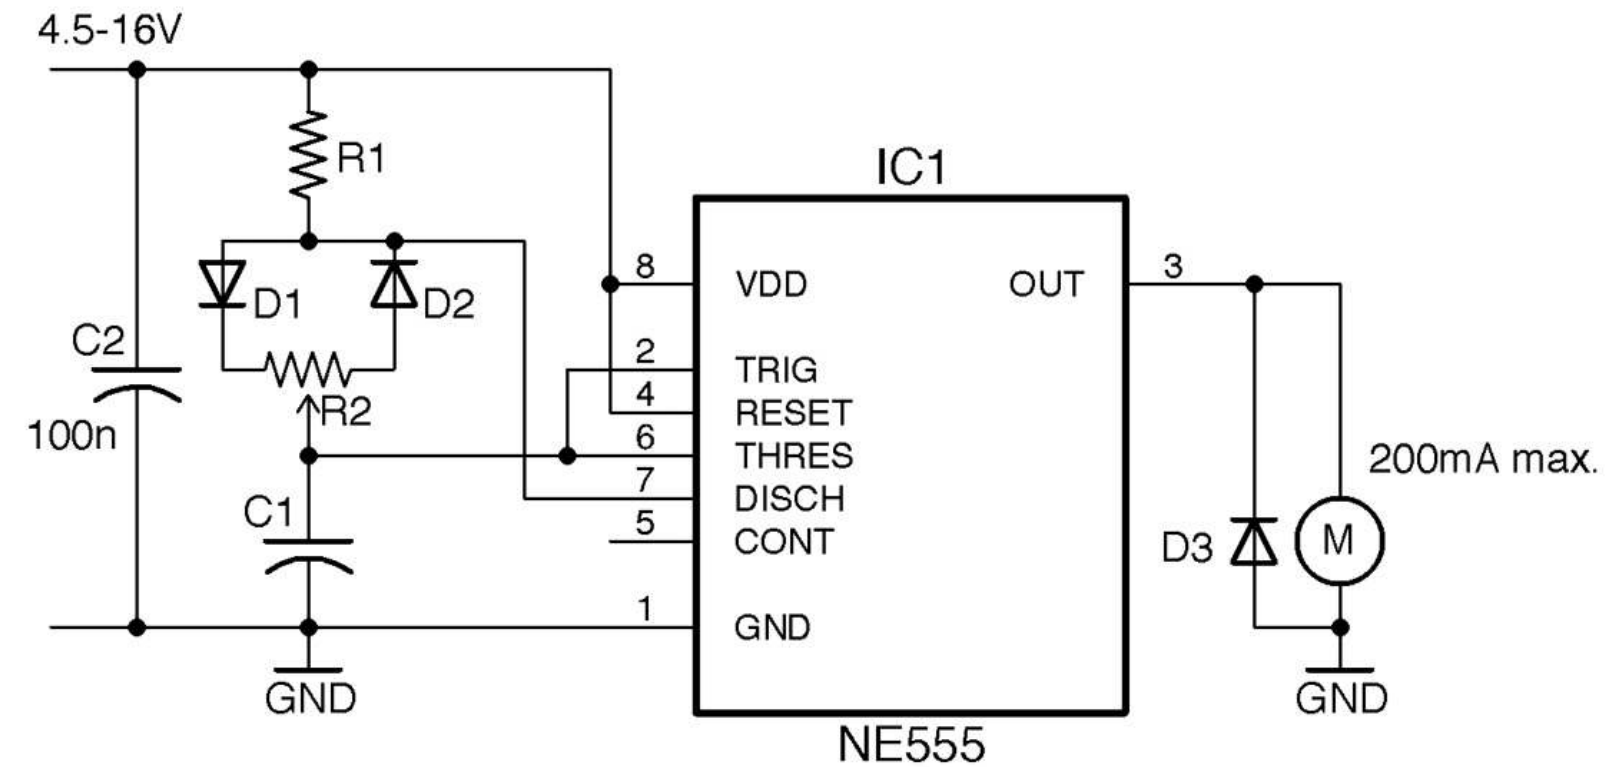 4.5-16V
R1
IC1
8
VDD
OUT
3
D1
D2
C2
2
TRIG
4
RESET
R2
100n
6
THRES
200mA max.
7
DISCH
C1
5
CONT
D3
M
1
GND
GND
GND
NE555